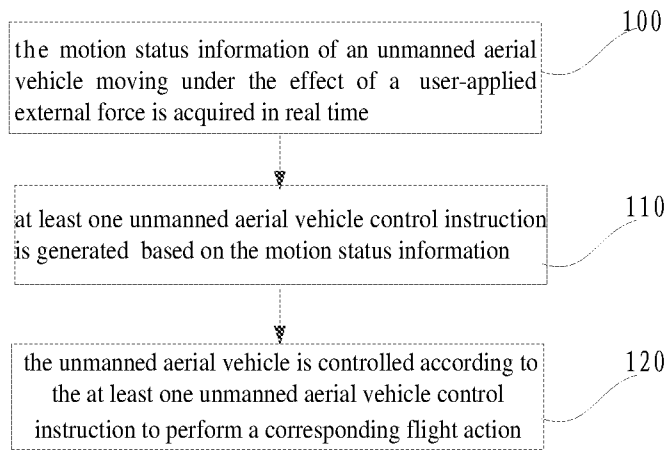 100
the motion status information of an unmanned aerial
vehicle moving under the effect of a user-applied
external force is acquired in real time
110
at least one unmanned aerial vehicle control instruction
is generated based on the motion status information
120
the unmanned aerial vehicle is controlled according to
the at least one unmanned aerial vehicle control
instruction to perform a corresponding flight action